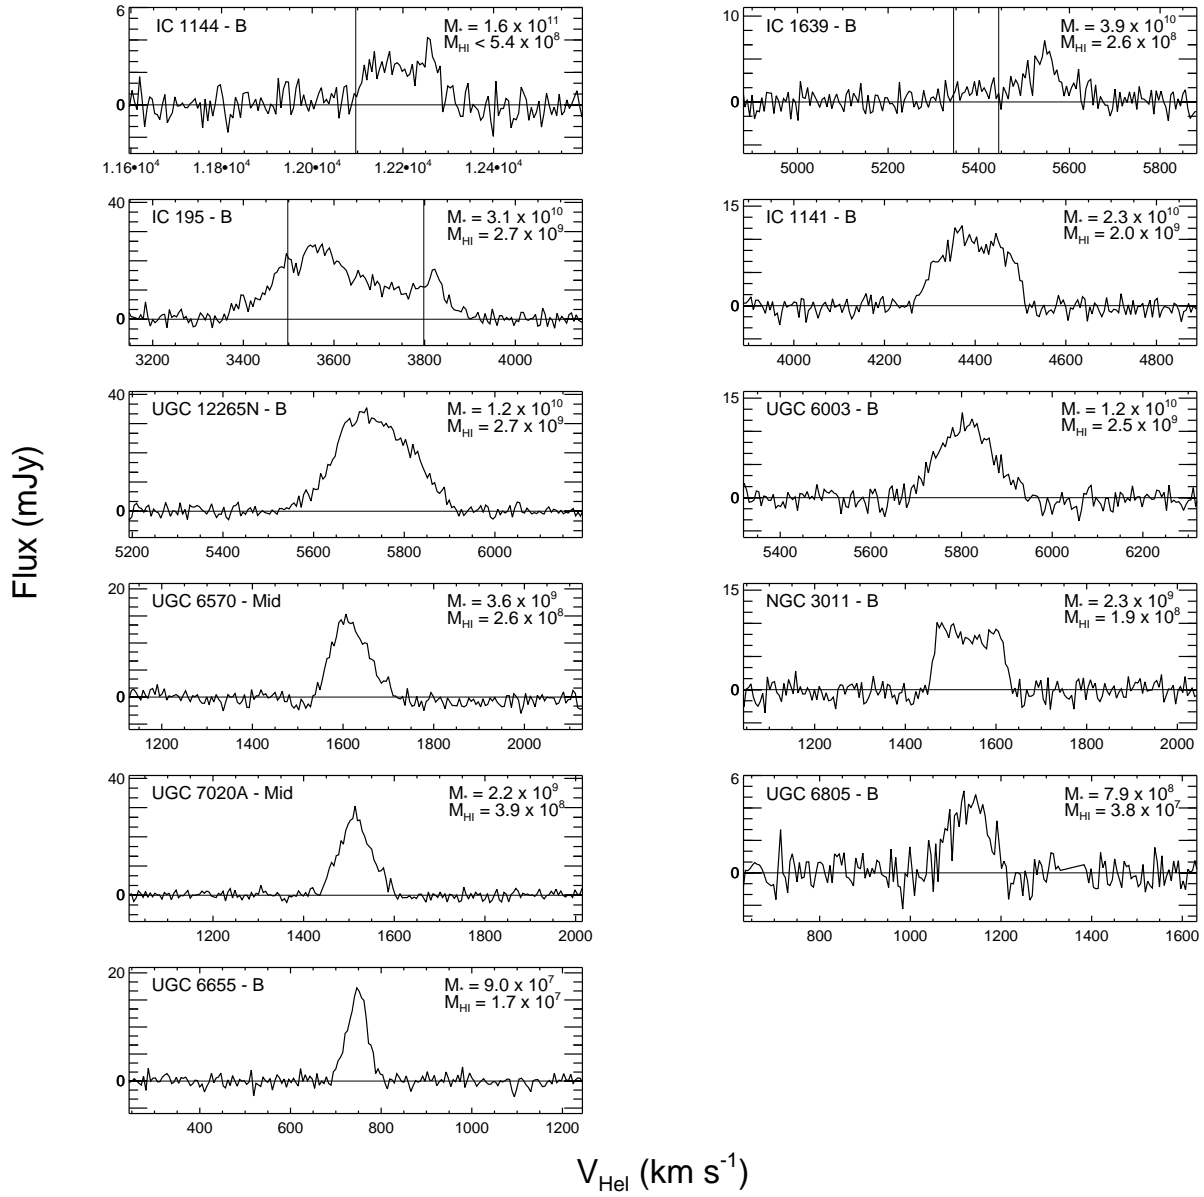 Flux (mJy)
IC 1144 - B
M* = 1.6 x 10^11
M_HI < 5.4 x 10^8
6
0
1.16•10^4 1.18•10^4 1.20•10^4 1.22•10^4 1.24•10^4
IC 1639 - B
M* = 3.9 x 10^10
M_HI = 2.6 x 10^8
10
0
5000 5200 5400 5600 5800
IC 195 - B
M* = 3.1 x 10^10
M_HI = 2.7 x 10^9
40
0
3200 3400 3600 3800 4000
IC 1141 - B
M* = 2.3 x 10^10
M_HI = 2.0 x 10^9
15
0
4000 4200 4400 4600 4800
UGC 12265N - B
M* = 1.2 x 10^10
M_HI = 2.7 x 10^9
40
0
5200 5400 5600 5800 6000
UGC 6003 - B
M* = 1.2 x 10^10
M_HI = 2.5 x 10^9
15
0
5400 5600 5800 6000 6200
UGC 6570 - Mid
M* = 3.6 x 10^9
M_HI = 2.6 x 10^8
20
0
1200 1400 1600 1800 2000
NGC 3011 - B
M* = 2.3 x 10^9
M_HI = 1.9 x 10^8
15
0
1200 1400 1600 1800 2000
UGC 7020A - Mid
M* = 2.2 x 10^9
M_HI = 3.9 x 10^8
40
0
1200 1400 1600 1800 2000
UGC 6805 - B
M* = 7.9 x 10^8
M_HI = 3.8 x 10^7
6
0
800 1000 1200 1400 1600
UGC 6655 - B
M* = 9.0 x 10^7
M_HI = 1.7 x 10^7
20
0
400 600 800 1000 1200
V_Hel (km s^-1)